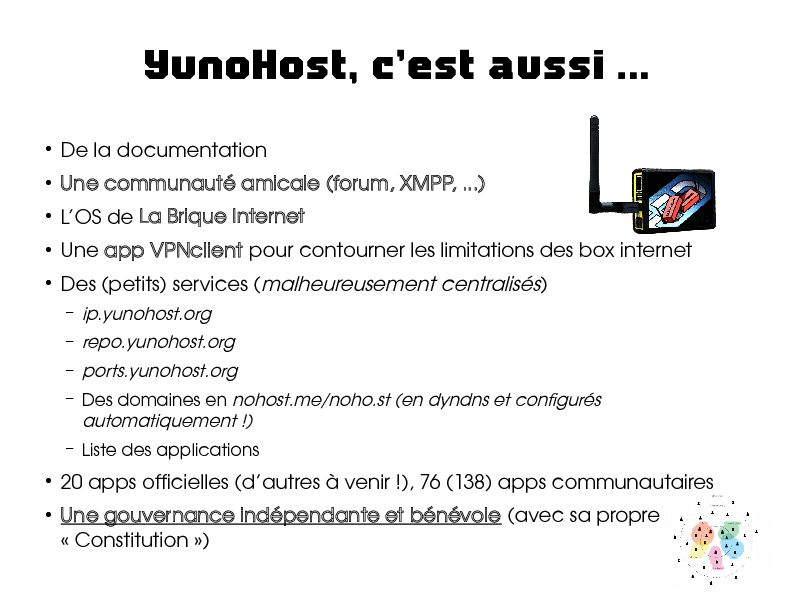 YunoHost, c’est aussi ...
• De la documentation
• Une communauté amicale (forum, XMPP, ...)
• L’OS de La Brique Internet
• Une app VPNclient pour contourner les limitations des box internet
• Des (petits) services (malheureusement centralisés)
– ip.yunohost.org
– repo.yunohost.org
– ports.yunohost.org
– Des domaines en nohost.me/noho.st (en dyndns et configurés
automatiquement !)
– Liste des applications
• 20 apps officielles (d’autres à venir !), 76 (138) apps communautaires
• Une gouvernance indépendante et bénévole (avec sa propre
« Constitution »)